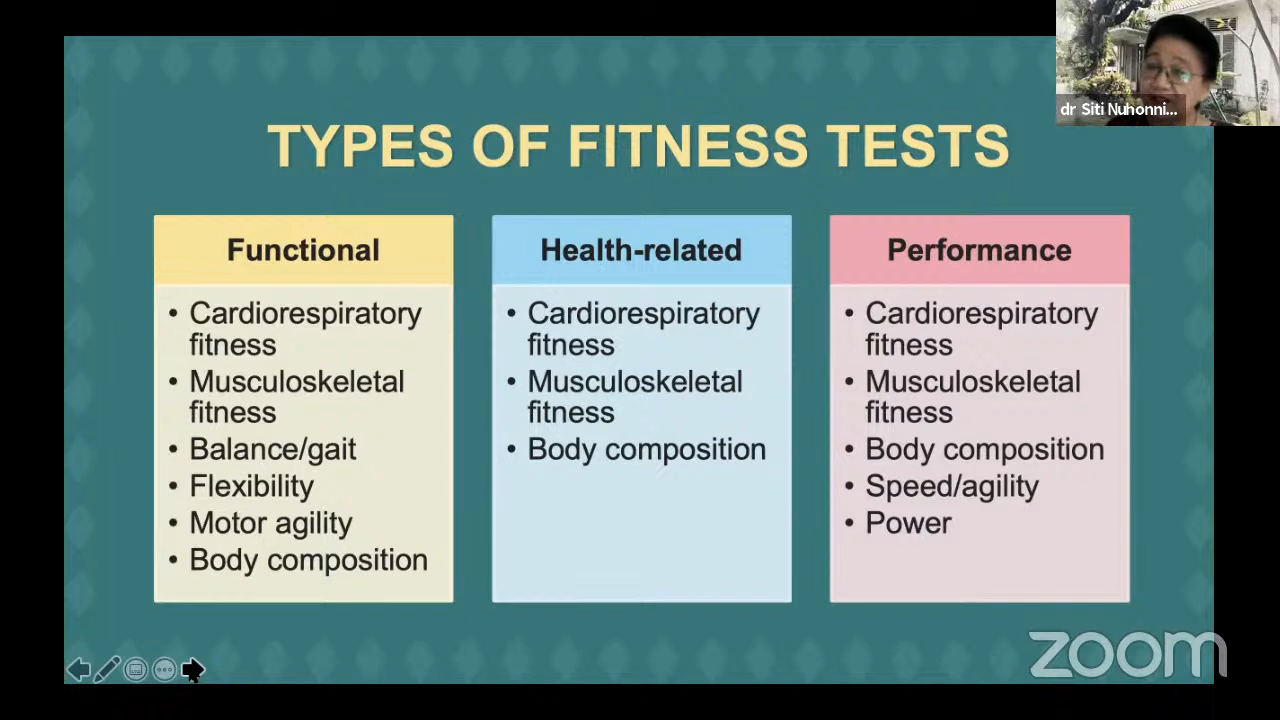 dr Siti Nuhonni...
TYPES OF FITNESS TESTS
Functional
• Cardiorespiratory
fitness
• Musculoskeletal
fitness
• Balance/gait
• Flexibility
• Motor agility
• Body composition
Health-related
• Cardiorespiratory
fitness
• Musculoskeletal
fitness
• Body composition
Performance
• Cardiorespiratory
fitness
• Musculoskeletal
fitness
• Body composition
• Speed/agility
• Power
zoom